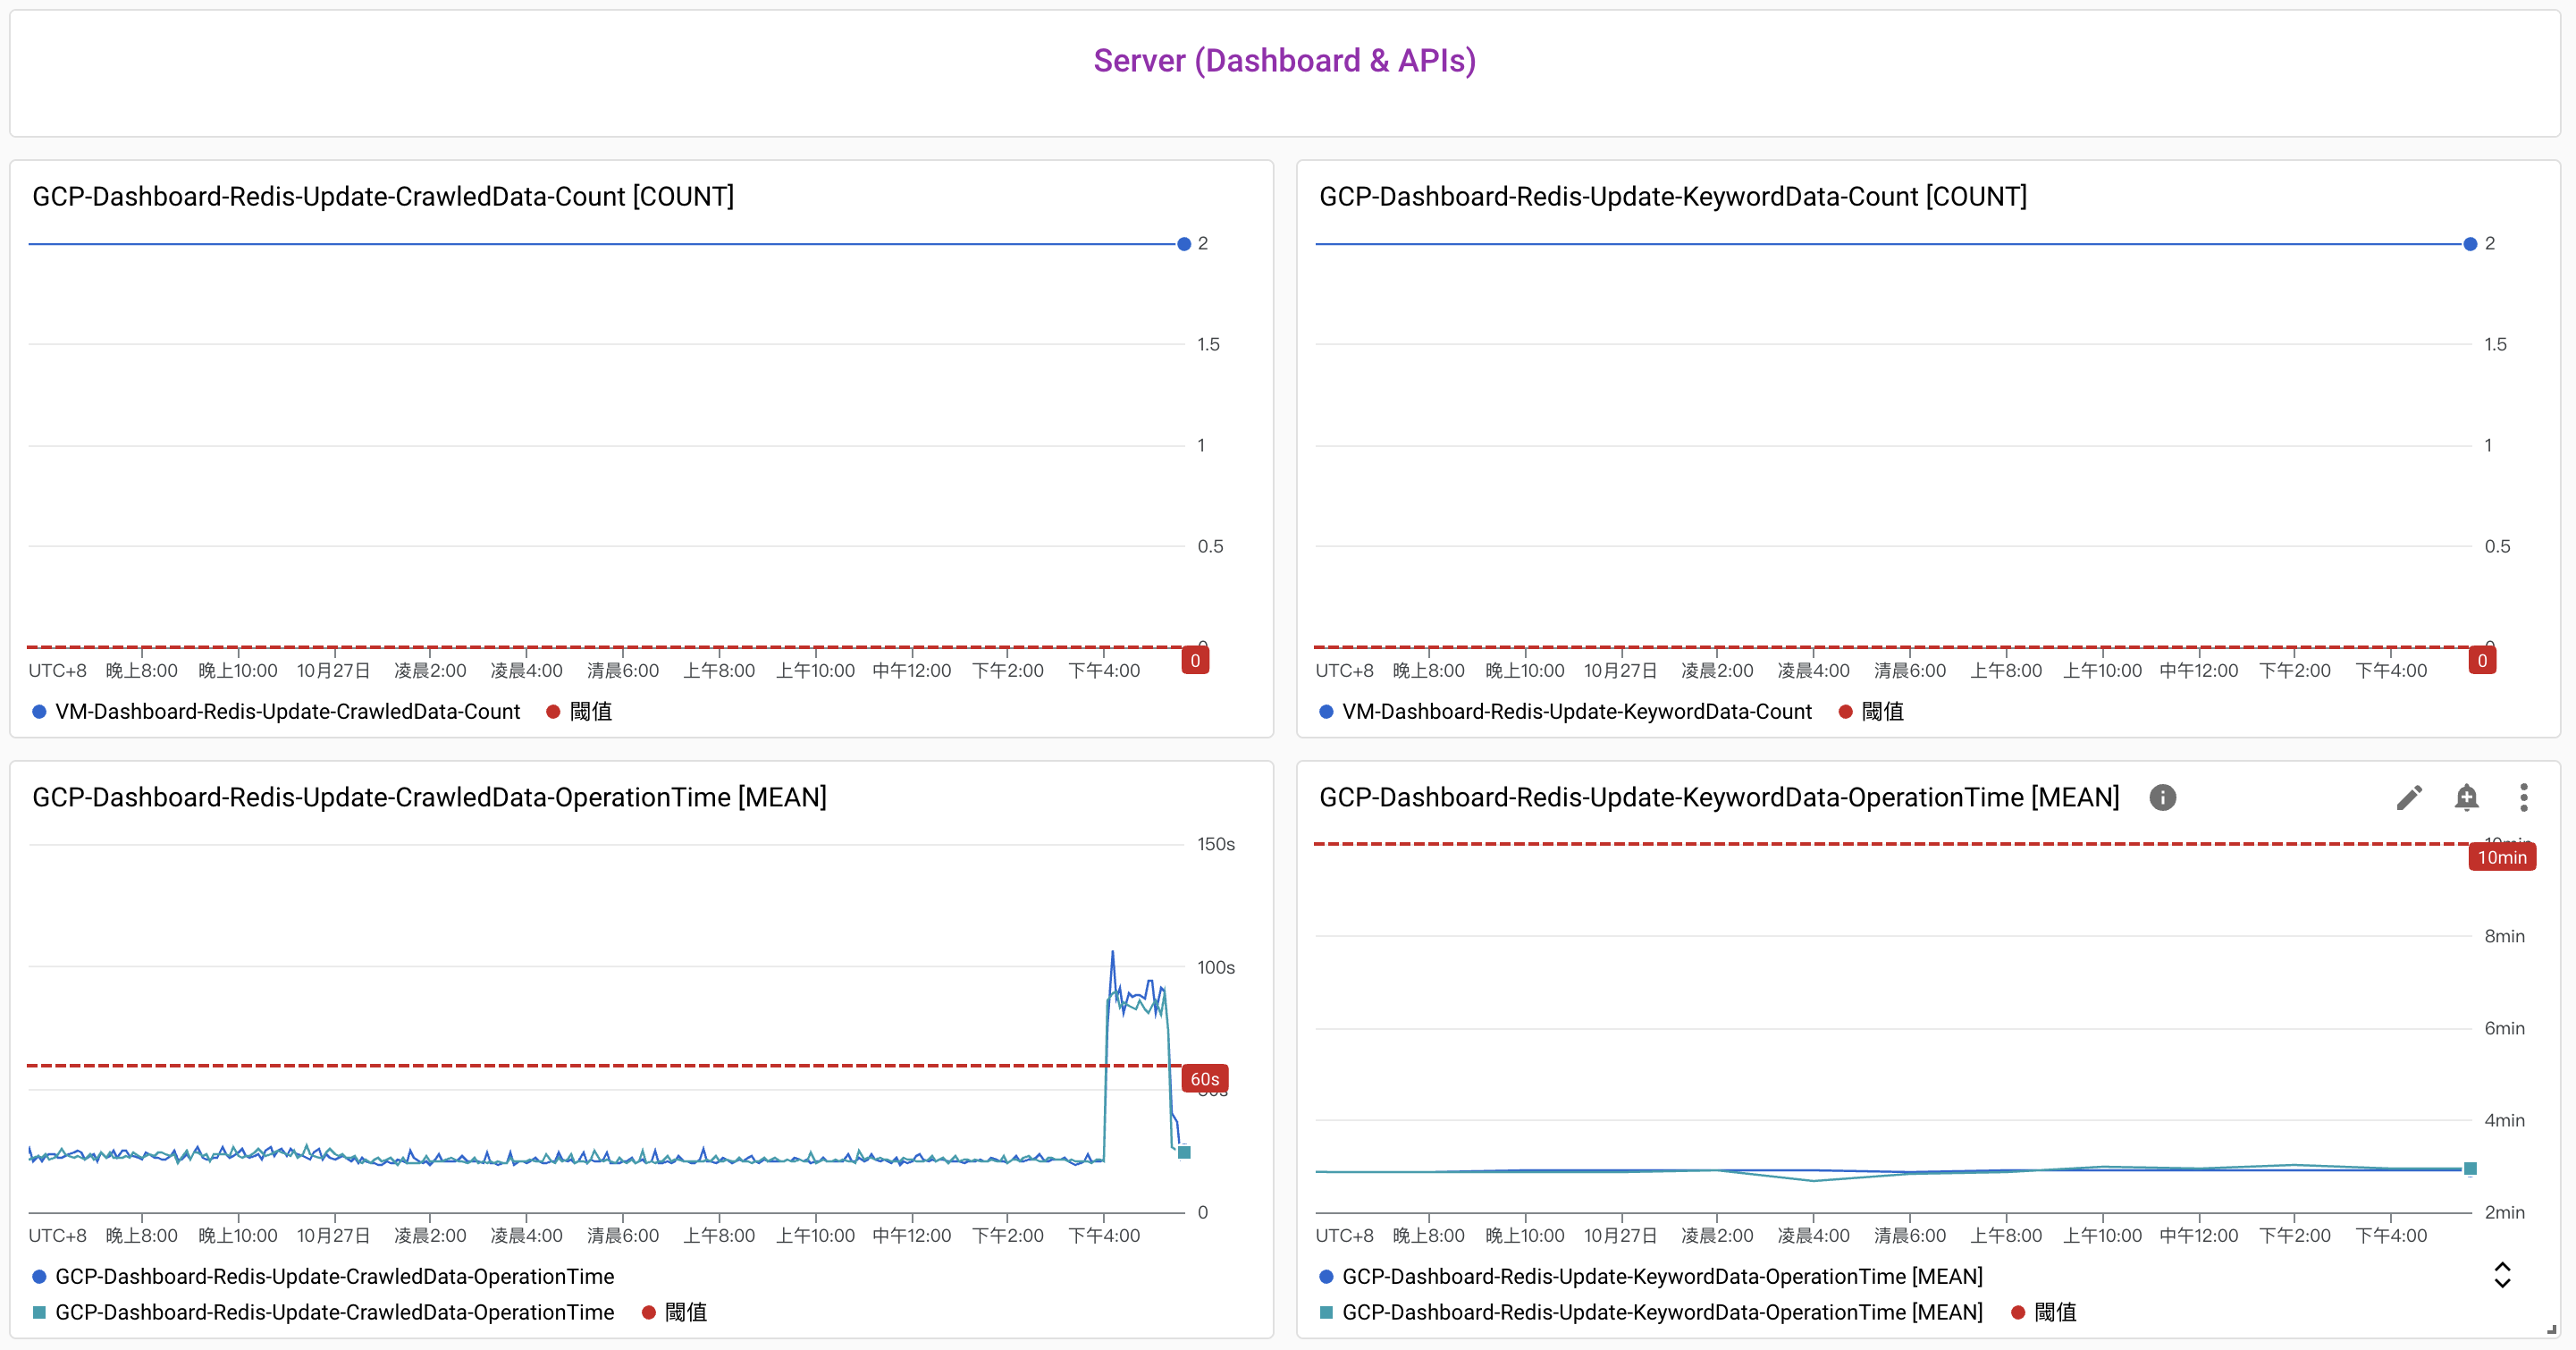 Server (Dashboard & APIs)
GCP-Dashboard-Redis-Update-CrawledData-Count [COUNT]
2
1.5
1
0.5
0
0
UTC+8 晚上8:00 晚上10:00 10月27日 凌晨2:00 凌晨4:00 清晨6:00 上午8:00 上午10:00 中午12:00 下午2:00 下午4:00
VM-Dashboard-Redis-Update-CrawledData-Count 閾值
GCP-Dashboard-Redis-Update-KeywordData-Count [COUNT]
2
1.5
1
0.5
0
0
UTC+8 晚上8:00 晚上10:00 10月27日 凌晨2:00 凌晨4:00 清晨6:00 上午8:00 上午10:00 中午12:00 下午2:00 下午4:00
VM-Dashboard-Redis-Update-KeywordData-Count 閾值
GCP-Dashboard-Redis-Update-CrawledData-OperationTime [MEAN]
150s
100s
60s
50s
0
UTC+8 晚上8:00 晚上10:00 10月27日 凌晨2:00 凌晨4:00 清晨6:00 上午8:00 上午10:00 中午12:00 下午2:00 下午4:00
GCP-Dashboard-Redis-Update-CrawledData-OperationTime
GCP-Dashboard-Redis-Update-CrawledData-OperationTime 閾值
GCP-Dashboard-Redis-Update-KeywordData-OperationTime [MEAN]
10min
10min
8min
6min
4min
2min
UTC+8 晚上8:00 晚上10:00 10月27日 凌晨2:00 凌晨4:00 清晨6:00 上午8:00 上午10:00 中午12:00 下午2:00 下午4:00
GCP-Dashboard-Redis-Update-KeywordData-OperationTime [MEAN]
GCP-Dashboard-Redis-Update-KeywordData-OperationTime [MEAN] 閾值